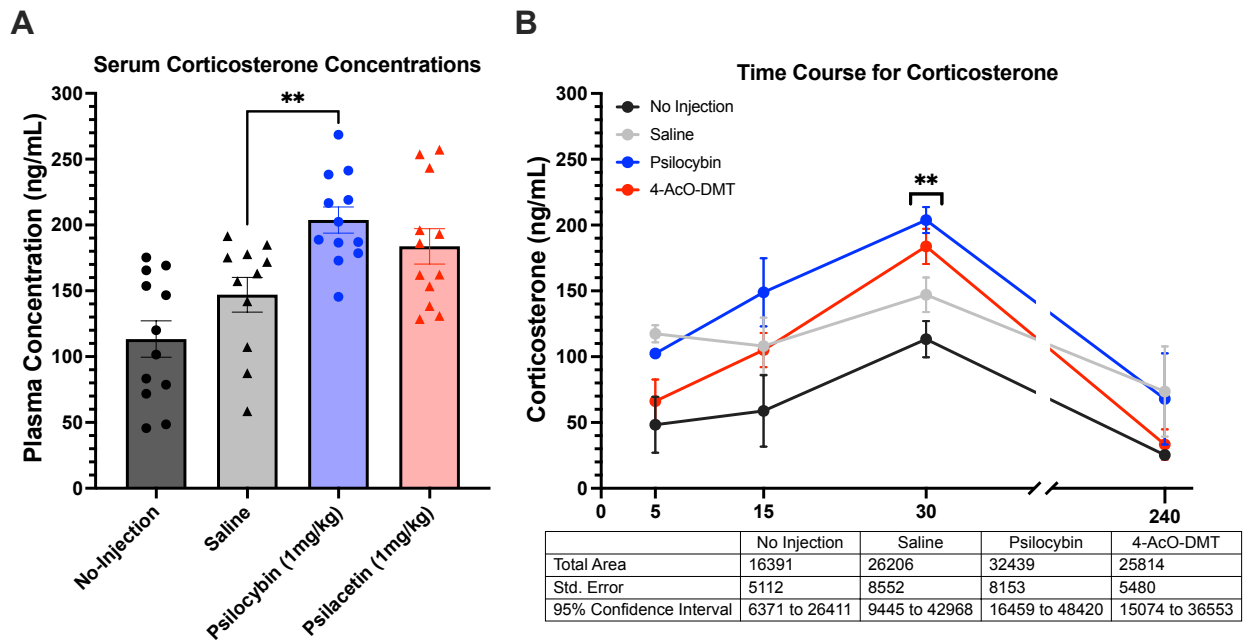 A
Serum Corticosterone Concentrations
**
Plasma Concentration (ng/mL)
300
250
200
150
100
50
0
No-Injection
Saline
Psilocybin (1mg/kg)
Psilacetin (1mg/kg)
B
Time Course for Corticosterone
No Injection
Saline
Psilocybin
4-AcO-DMT
**
Corticosterone (ng/mL)
300
250
200
150
100
50
0
0 5 15 30 240
No Injection Saline Psilocybin 4-AcO-DMT
Total Area 16391 26206 32439 25814
Std. Error 5112 8552 8153 5480
95% Confidence Interval 6371 to 26411 9445 to 42968 16459 to 48420 15074 to 36553